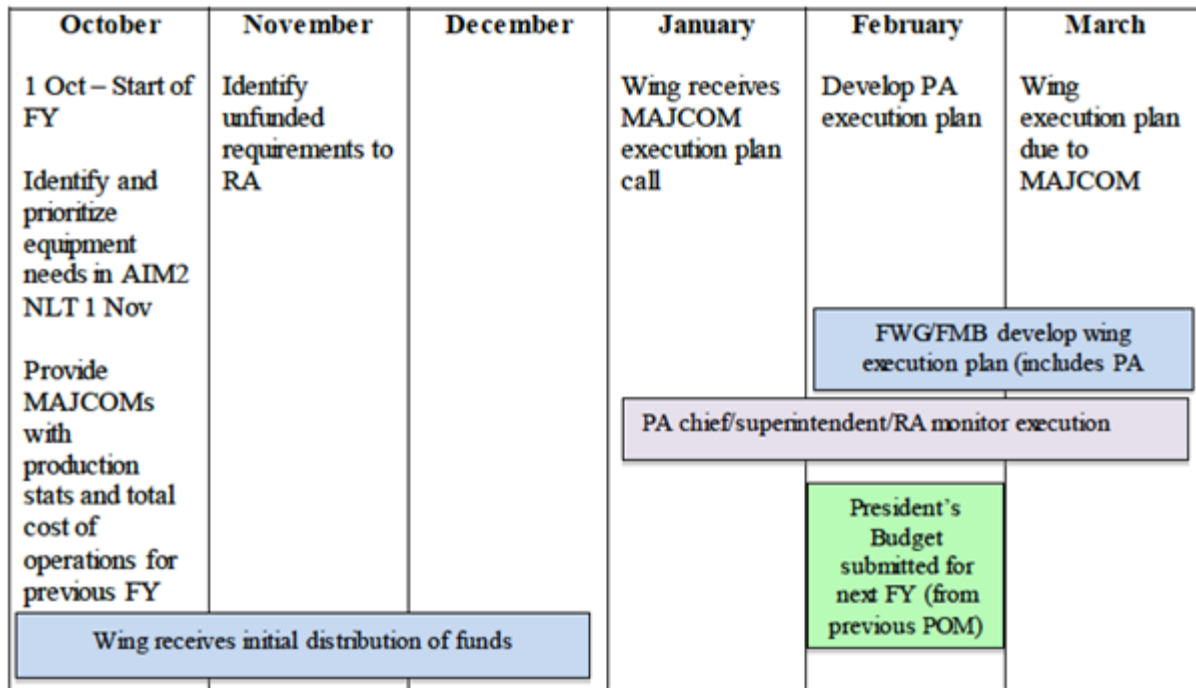 October
November
December
January
February
March
1 Oct – Start of
FY
Identify and
prioritize
equipment
needs in AIM2
NLT 1 Nov
Provide
MAJCOMs
with
production
stats and total
cost of
operations for
previous FY
Identify
unfunded
requirements to
RA
Wing receives
MAJCOM
execution plan
call
Develop PA
execution plan
Wing
execution plan
due to
MAJCOM
FWG/FMB develop wing
execution plan (includes PA
PA chief/superintendent/RA monitor execution
President’s
Budget
submitted for
next FY (from
previous POM)
Wing receives initial distribution of funds